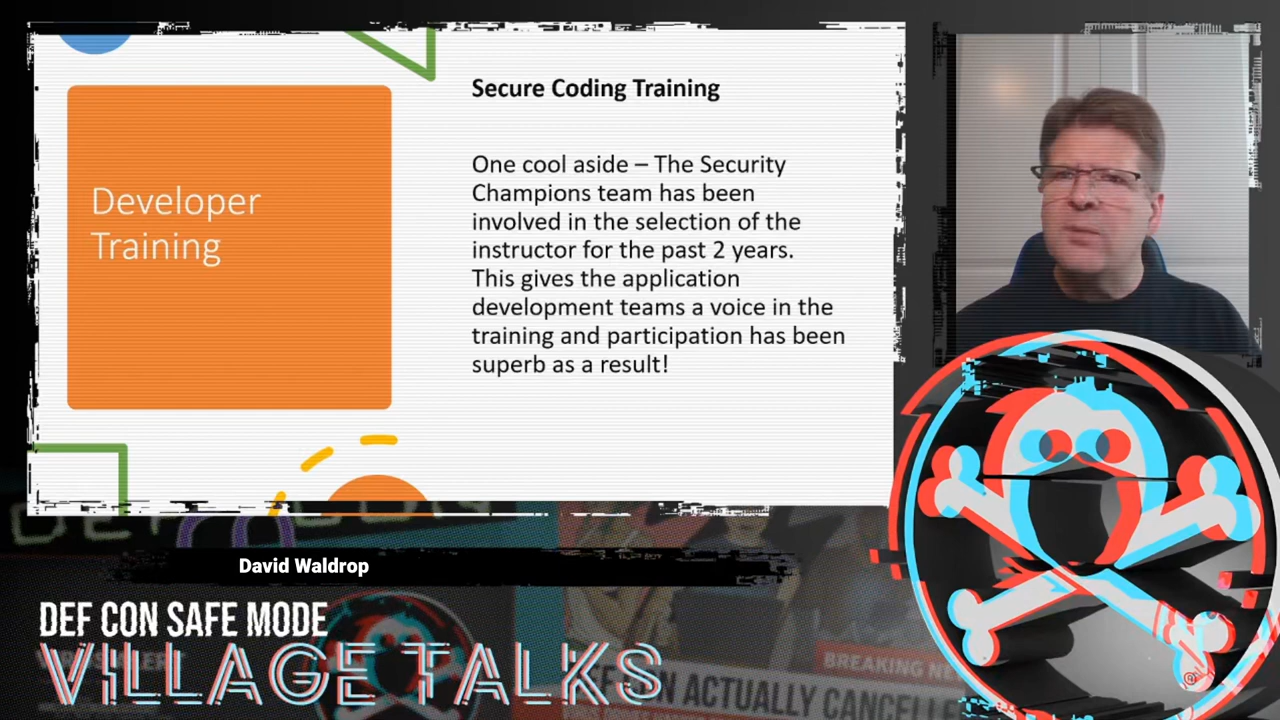 Secure Coding Training
Developer
Training
One cool aside – The Security
Champions team has been
involved in the selection of the
instructor for the past 2 years.
This gives the application
development teams a voice in the
training and participation has been
superb as a result!
DEF CON
David Waldrop
DEF CON SAFE MODE
VILLAGE TALKS
BREAKING NE
ACTUALLY CANCELLE